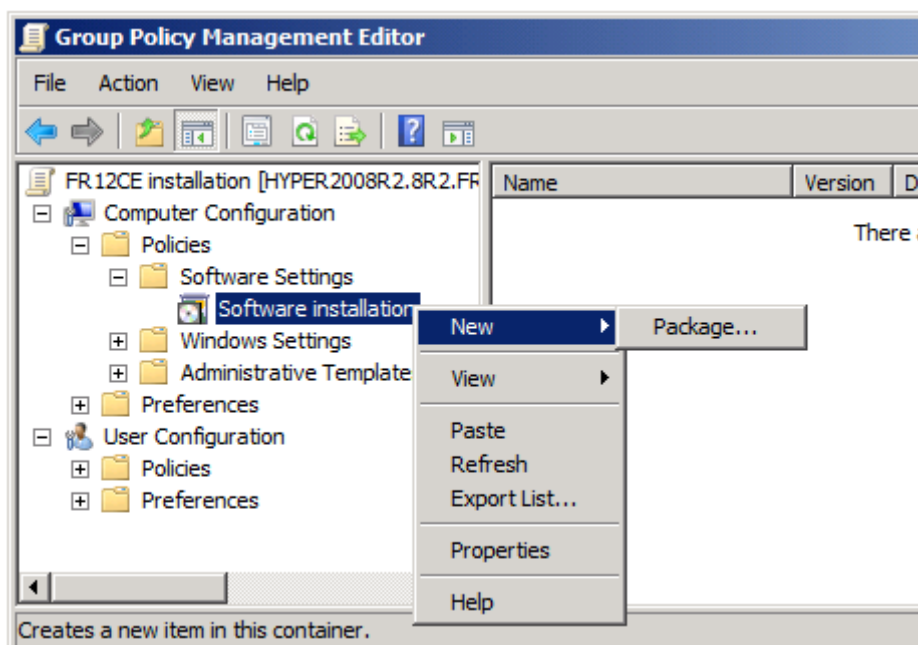 Group Policy Management Editor
File Action View Help
FR12CE installation [HYPER2008R2.8R2.FR
Computer Configuration
Policies
Software Settings
Software installation
Windows Settings
Administrative Template
Preferences
User Configuration
Policies
Preferences
Name Version D
There
New
Package...
View
Paste
Refresh
Export List...
Properties
Help
Creates a new item in this container.